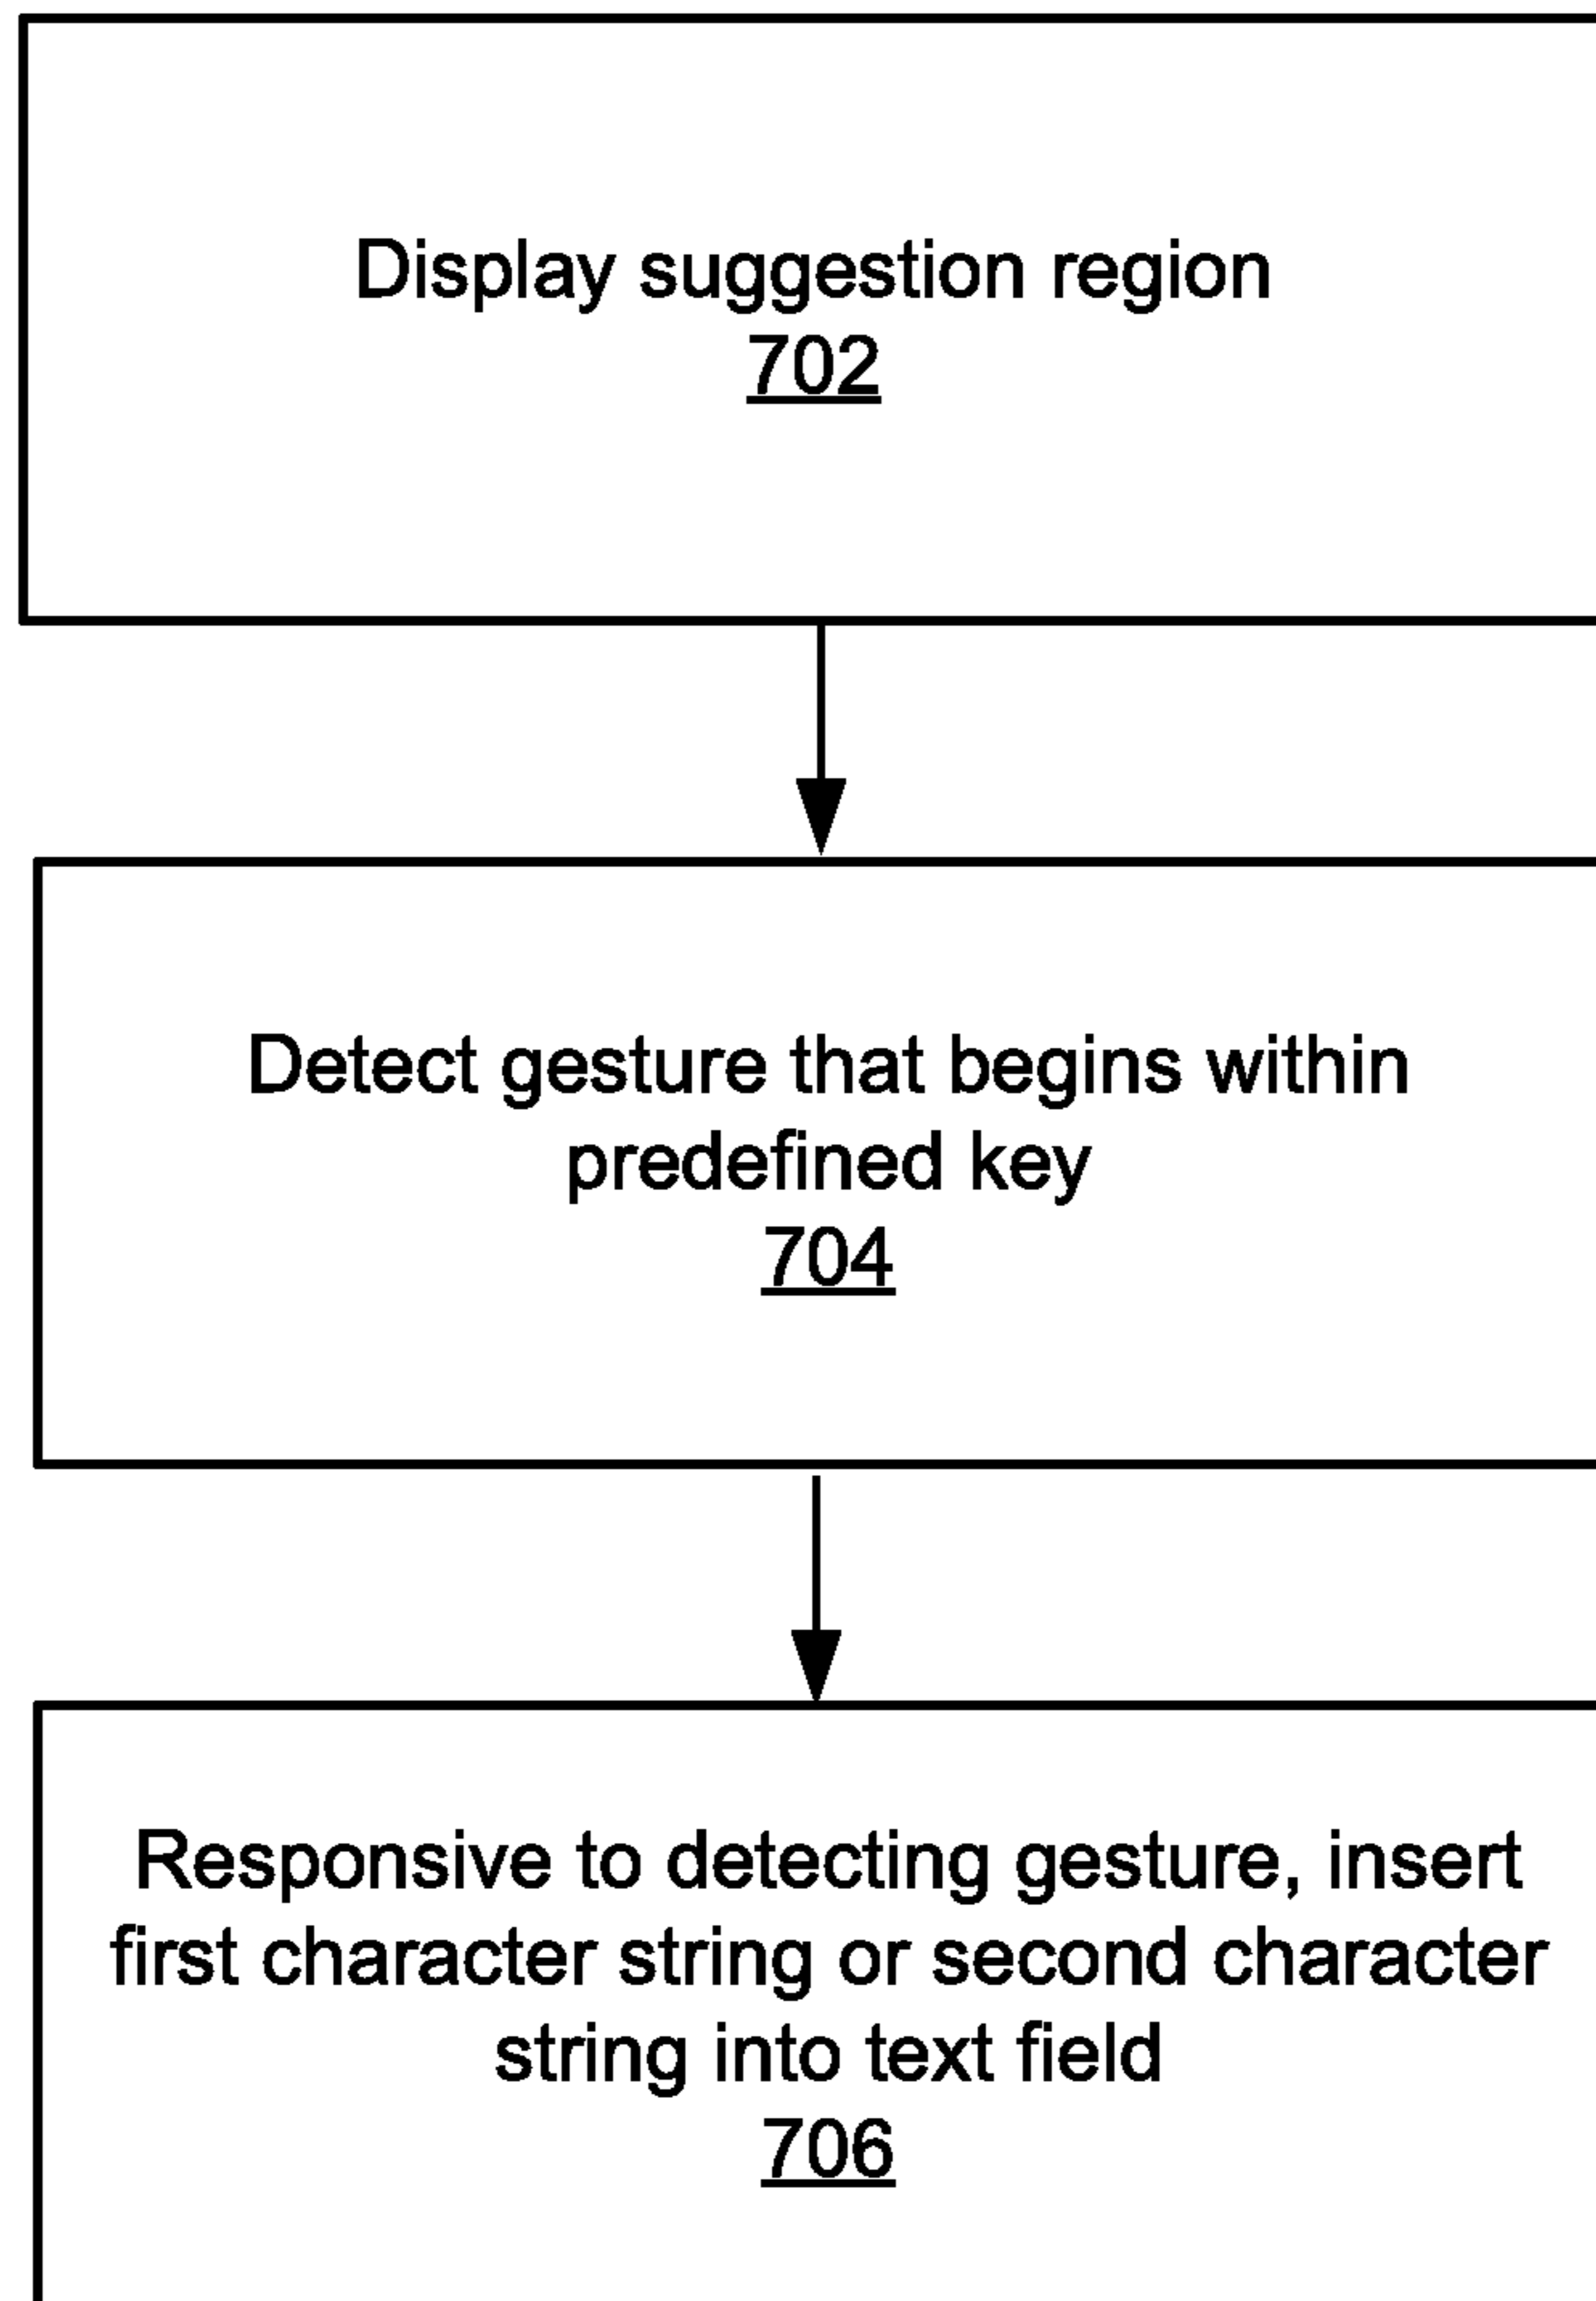 Display suggestion region
702
Detect gesture that begins within
predefined key
704
Responsive to detecting gesture, insert
first character string or second character
string into text field
706